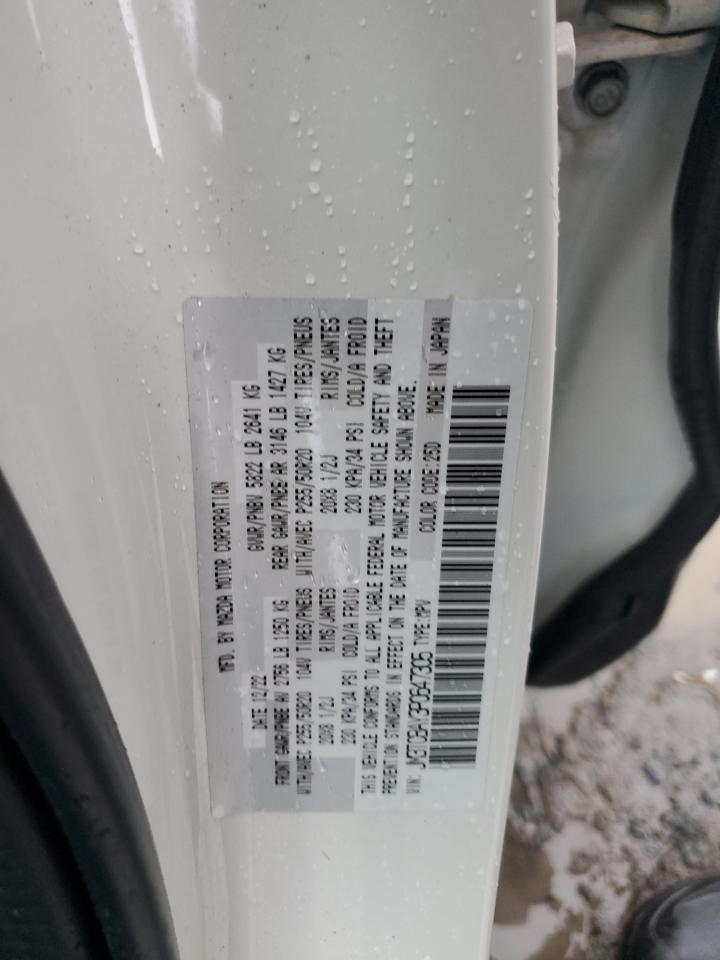 MFD. BY MAZDA MOTOR CORPORATION
DATE 12/22 GVWR/PNBV 5822 LB 2641 KG
FRONT GAWR/PNBE AV 2756 LB 1250 KG REAR GAWR/PNBE AR 3146 LB 1427 KG
WITH/AVEC P255/50R20 104V TIRES/PNEUS WITH/AVEC P255/50R20 104V TIRES/PNEUS
20X8 1/2J RIMS/JANTES 20X8 1/2J RIMS/JANTES
230 KPA/34 PSI COLD/A FROID 230 KPA/34 PSI COLD/A FROID
THIS VEHICLE CONFORMS TO ALL APPLICABLE FEDERAL MOTOR VEHICLE SAFETY AND THEFT
PREVENTION STANDARDS IN EFFECT ON THE DATE OF MANUFACTURE SHOWN ABOVE.
VIN: TYPE:MPV COLOR CODE:25D MADE IN JAPAN